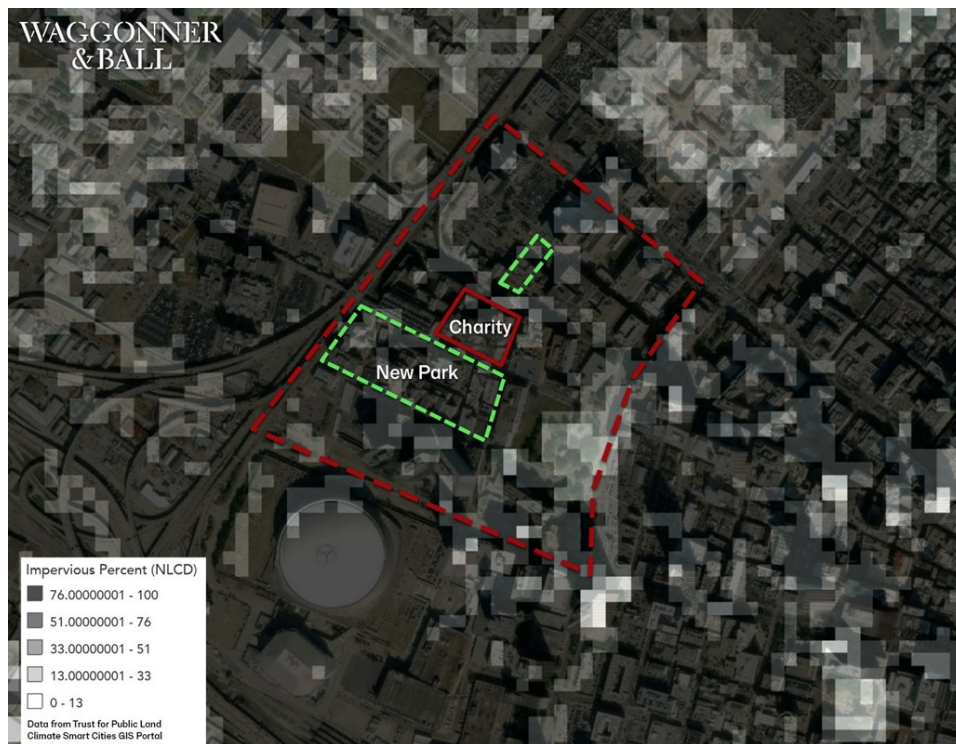 WAGGONNER
& BALL
Charity
New Park
Impervious Percent (NLCD)
76.00000001 - 100
51.00000001 - 76
33.00000001 - 51
13.00000001 - 33
0 - 13
Data from Trust for Public Land
Climate Smart Cities GIS Portal